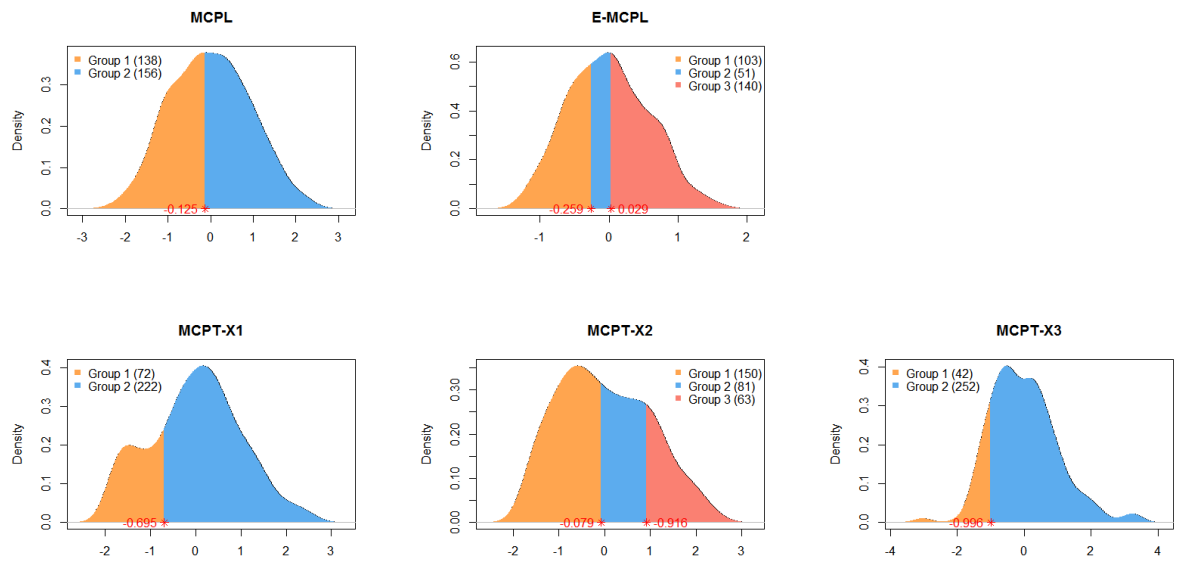 MCPL
Density
0.0 0.1 0.2 0.3
Group 1 (138)
Group 2 (156)
-0.125 *
-3 -2 -1 0 1 2 3
E-MCPL
Density
0.0 0.2 0.4 0.6
Group 1 (103)
Group 2 (51)
Group 3 (140)
-0.259 * * 0.029
-1 0 1 2
MCPT-X1
Density
0.0 0.1 0.2 0.3 0.4
Group 1 (72)
Group 2 (222)
-0.695 *
-2 -1 0 1 2 3
MCPT-X2
Density
0.00 0.10 0.20 0.30
Group 1 (150)
Group 2 (81)
Group 3 (63)
-0.079 * * -0.916
-2 -1 0 1 2 3
MCPT-X3
Density
0.0 0.1 0.2 0.3 0.4
Group 1 (42)
Group 2 (252)
-0.996 *
-4 -2 0 2 4